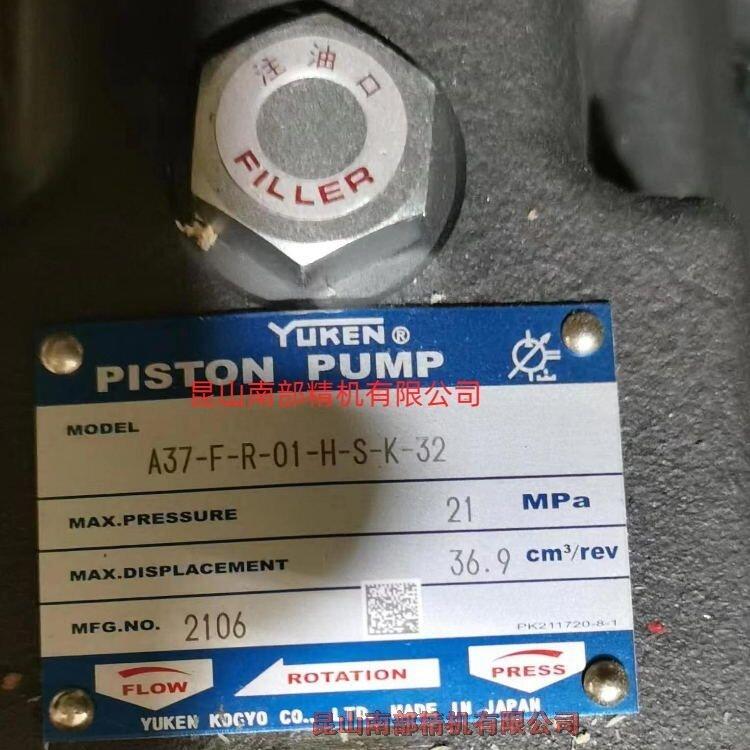 注油口
FILLER
YUKEN®
PISTON PUMP
昆山南部精机有限公司
MODEL
A37-F-R-01-H-S-K-32
MAX.PRESSURE 21 MPa
MAX.DISPLACEMENT 36.9 cm³/rev
MFG.NO. 2106
PK211720-8-1
FLOW ROTATION PRESS
YUKEN KOGYO CO.,LTD. MADE IN JAPAN
昆山南部精机有限公司